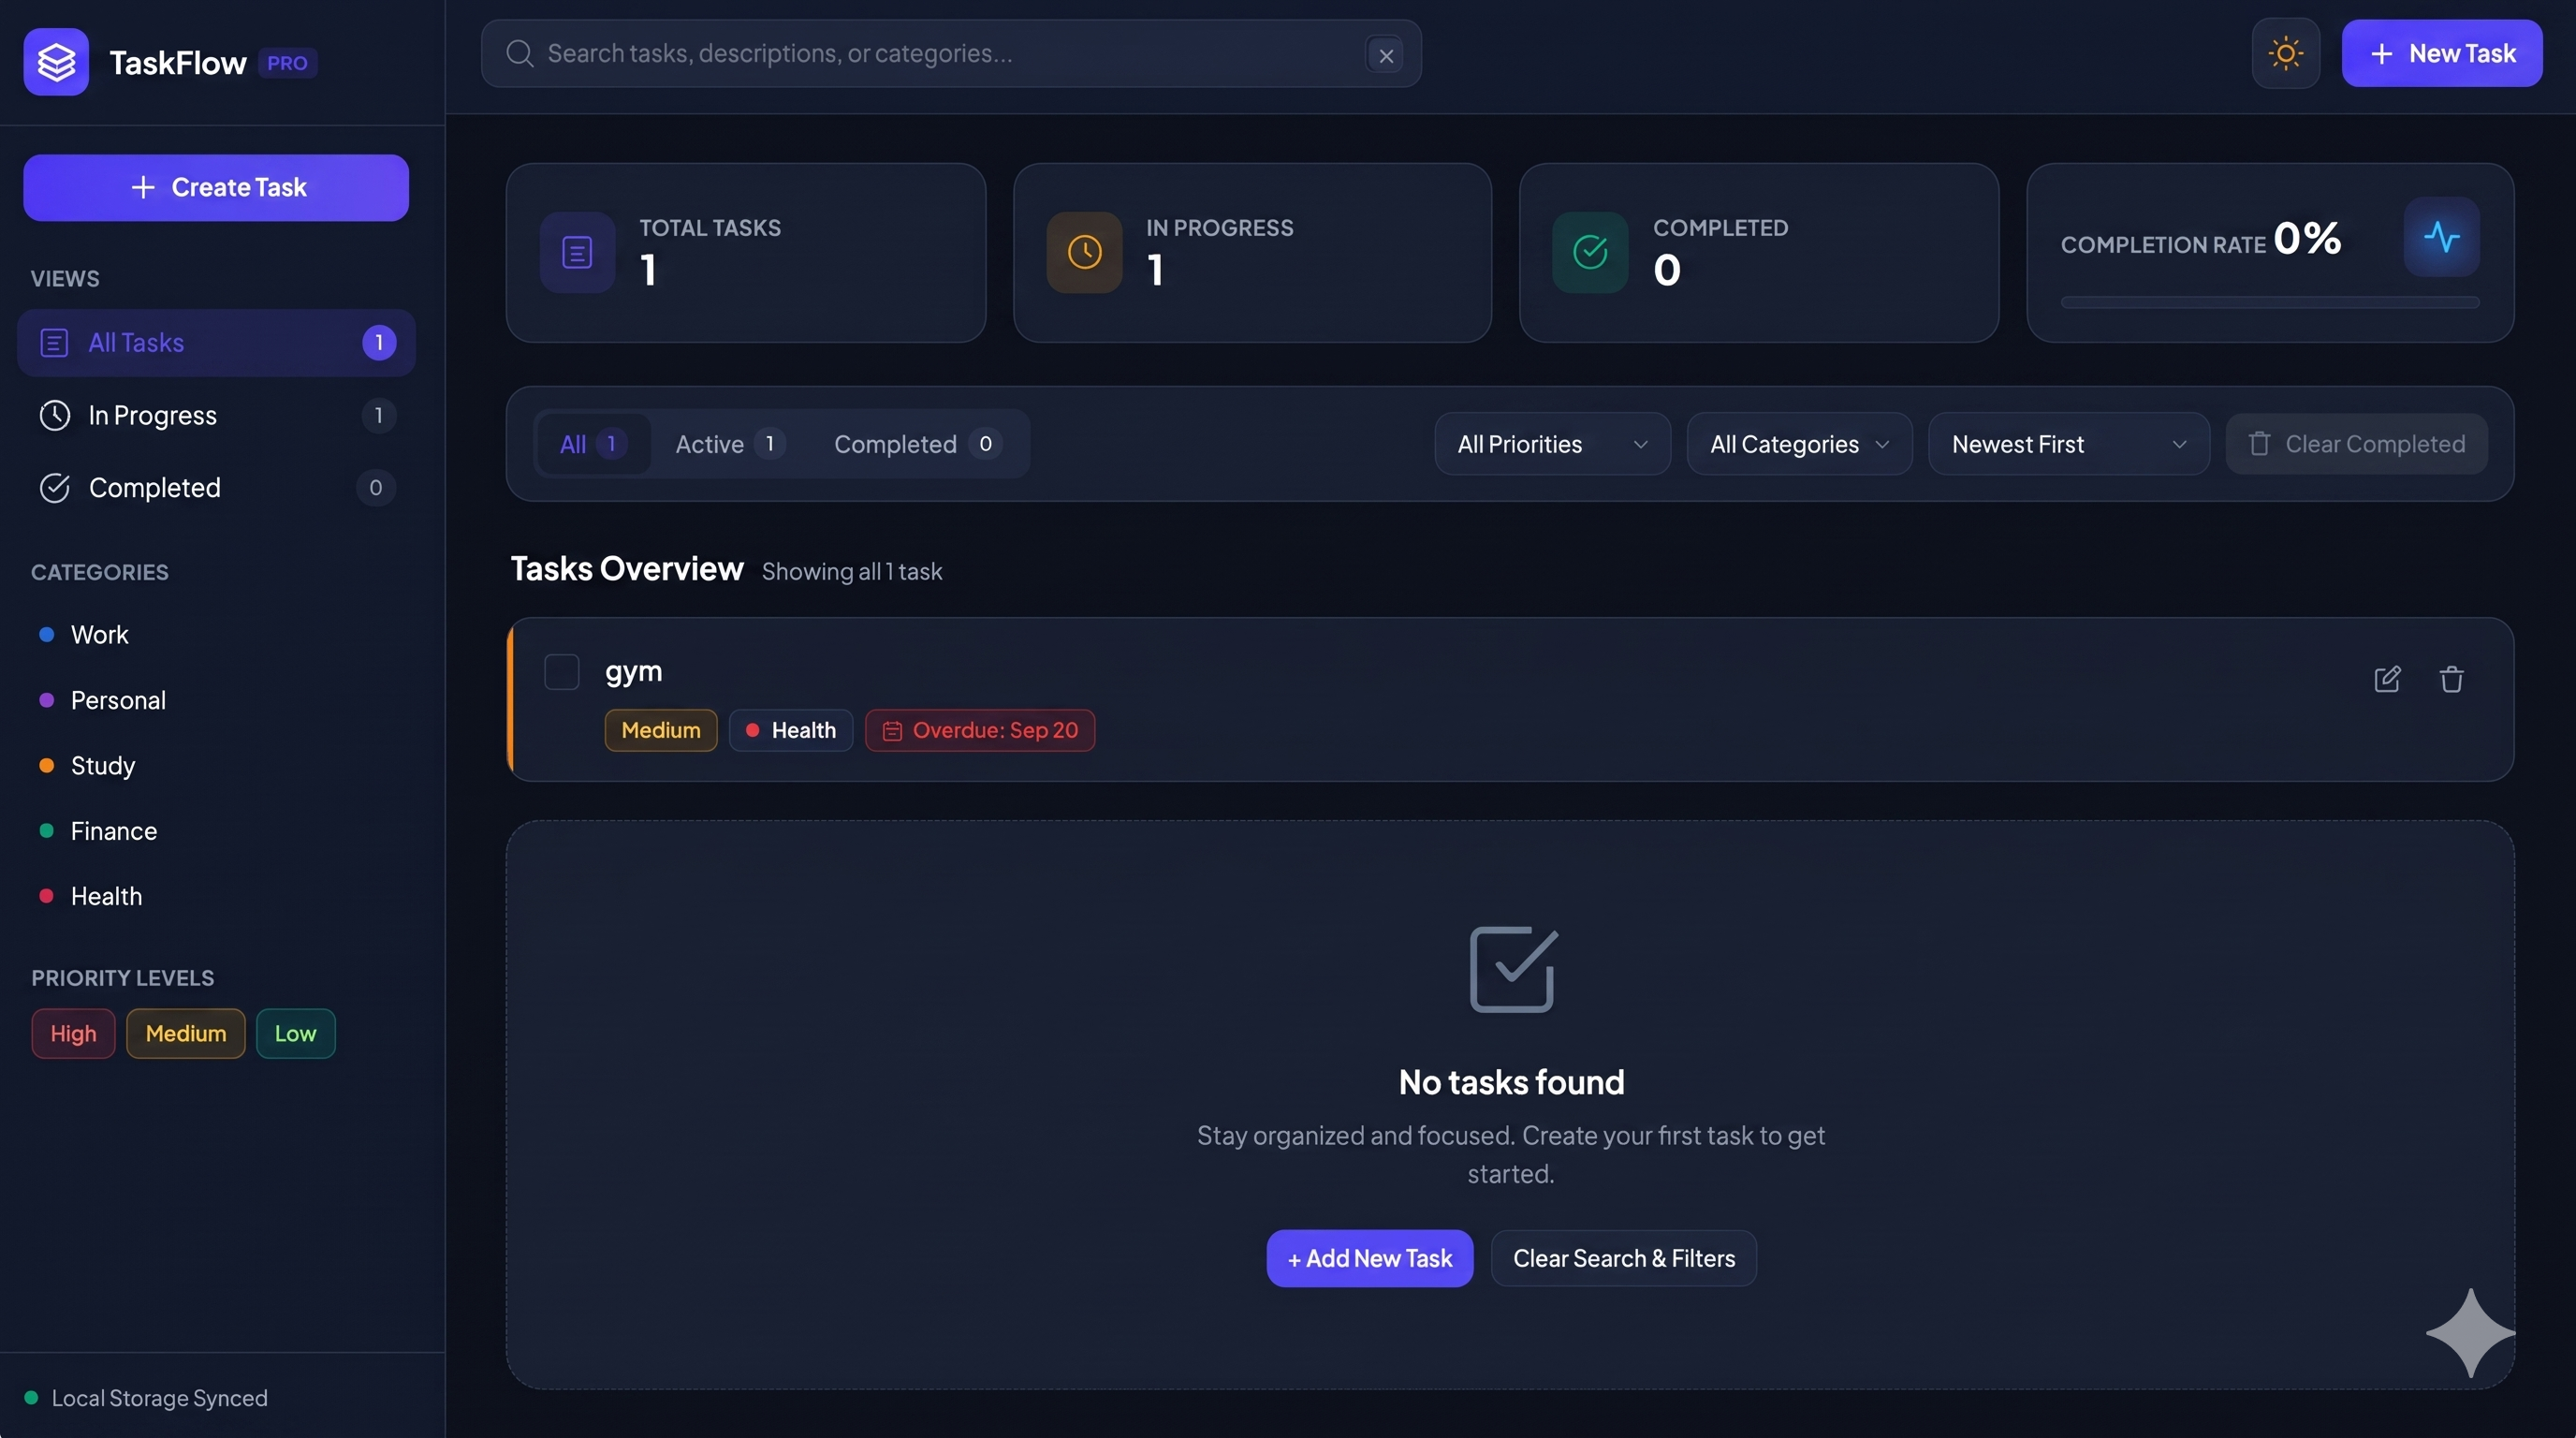 TaskFlow PRO
Search tasks, descriptions, or categories...
New Task
Create Task
VIEWS
All Tasks 1
In Progress 1
Completed 0
CATEGORIES
Work
Personal
Study
Finance
Health
PRIORITY LEVELS
High Medium Low
Local Storage Synced
TOTAL TASKS
1
IN PROGRESS
1
COMPLETED
0
COMPLETION RATE 0%
All 1 Active 1 Completed 0 All Priorities All Categories Newest First Clear Completed
Tasks Overview Showing all 1 task
gym
Medium Health Overdue: Sep 20
No tasks found
Stay organized and focused. Create your first task to get
started.
+ Add New Task Clear Search & Filters